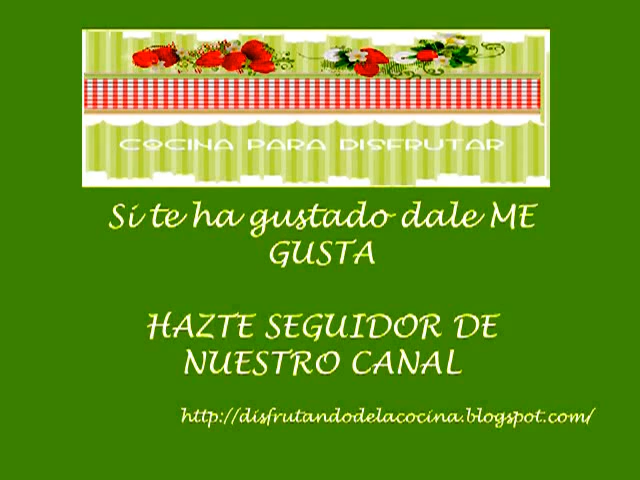 COCINA PARA DISFRUTAR
Si te ha gustado dale ME
GUSTA
HAZTE SEGUIDOR DE
NUESTRO CANAL
http://disfrutandodelacocina.blogspot.com/